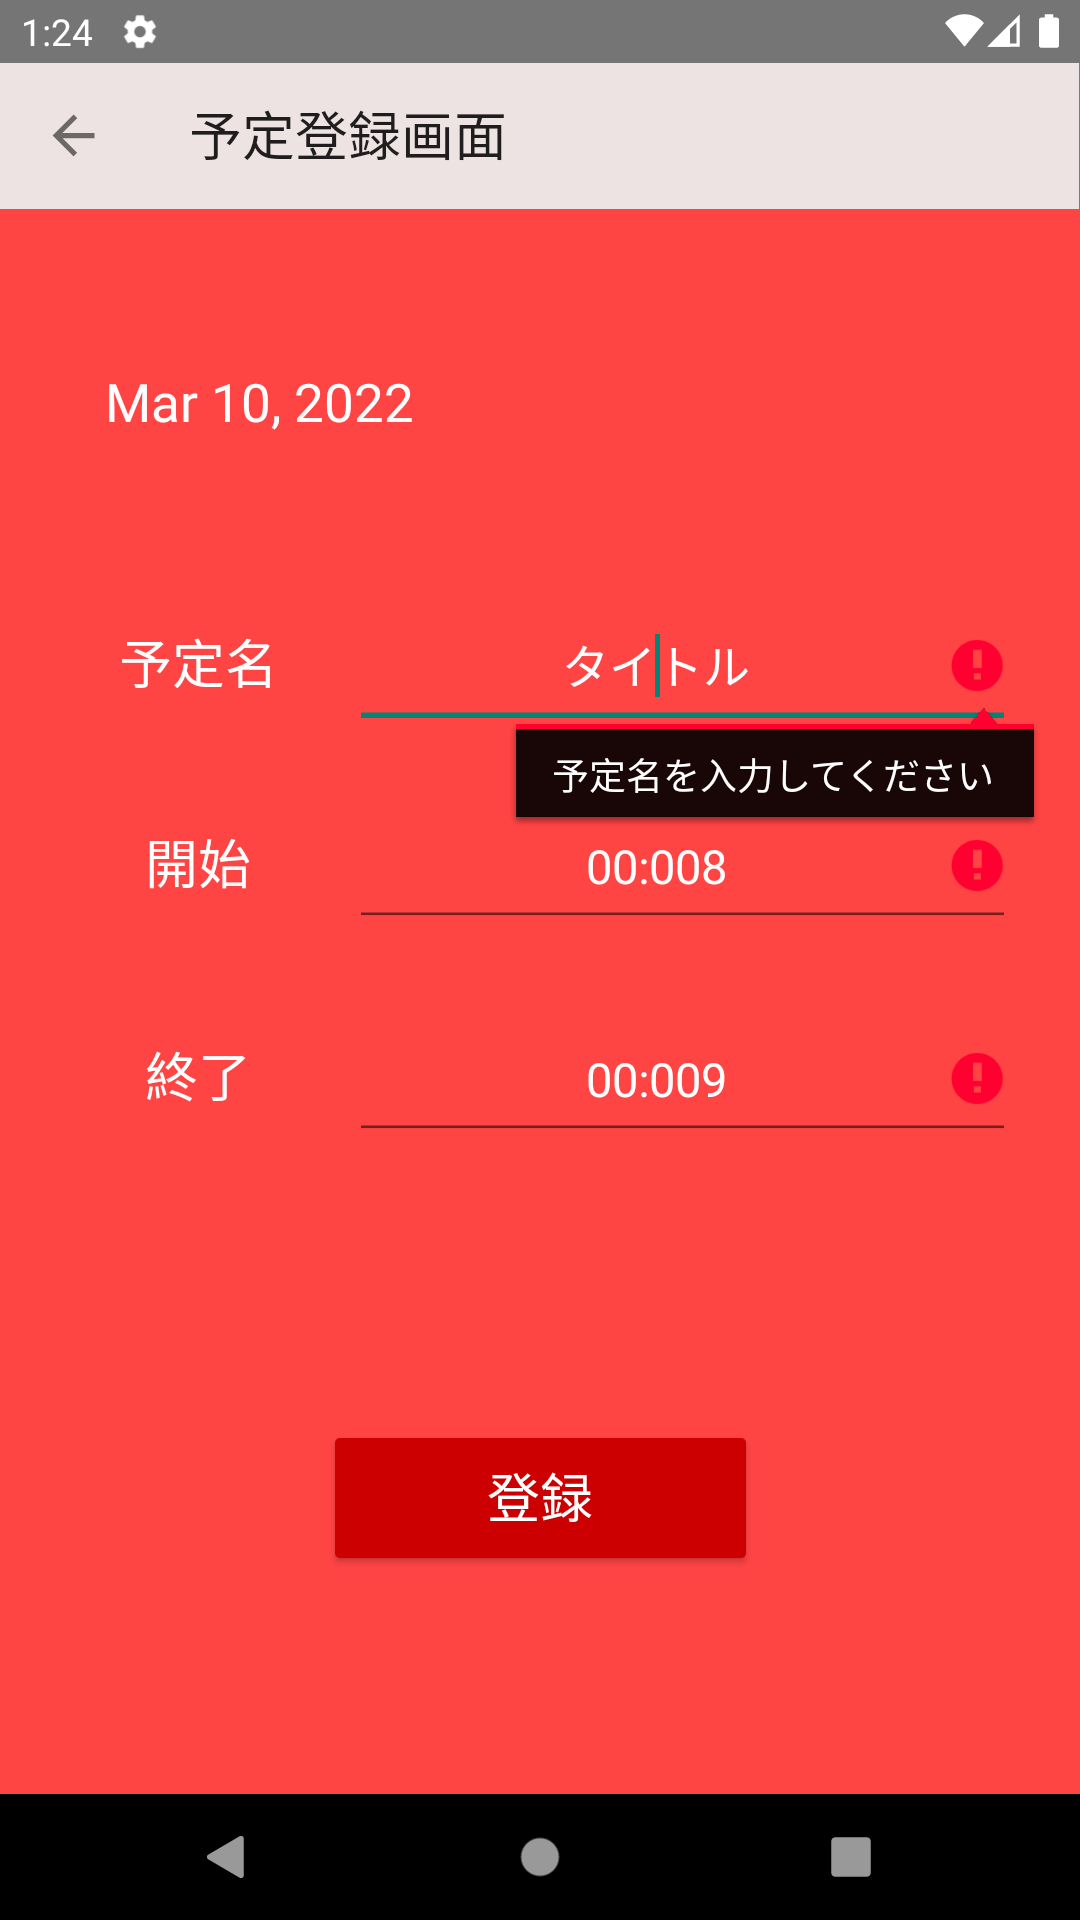 1:24
予定登録画面
Mar 10, 2022
予定名 タイトル
予定名を入力してください
開始 00:008
終了 00:009
登録